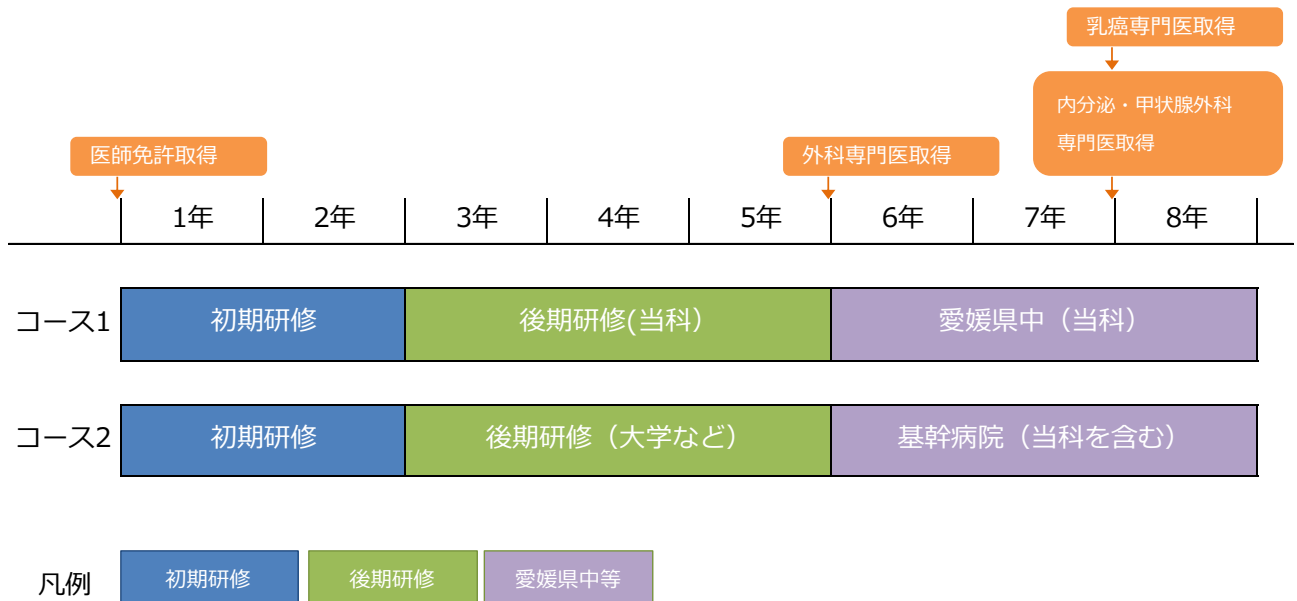 乳癌専門医取得
内分泌・甲状腺外科
専門医取得
医師免許取得
外科専門医取得
1年 2年 3年 4年 5年 6年 7年 8年
コース1 初期研修 後期研修(当科） 愛媛県中（当科）
コース2 初期研修 後期研修（大学など） 基幹病院（当科を含む）
凡例 初期研修 後期研修 愛媛県中等